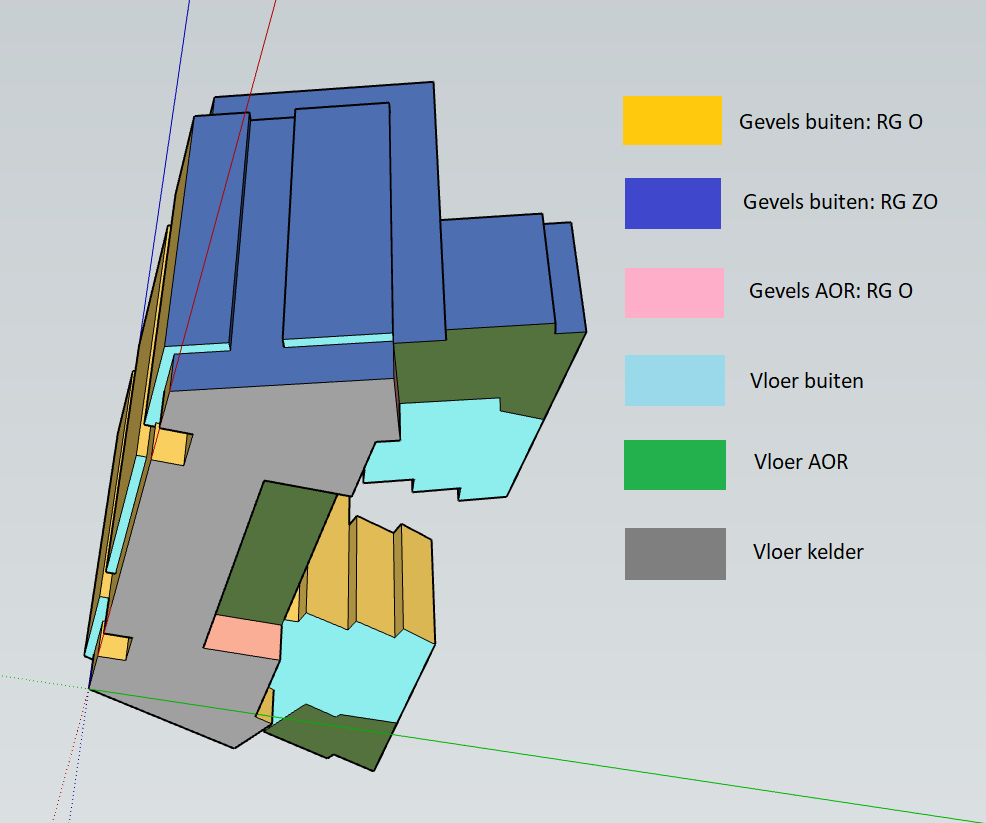 Gevels buiten: RG O
Gevels buiten: RG ZO
Gevels AOR: RG O
Vloer buiten
Vloer AOR
Vloer kelder